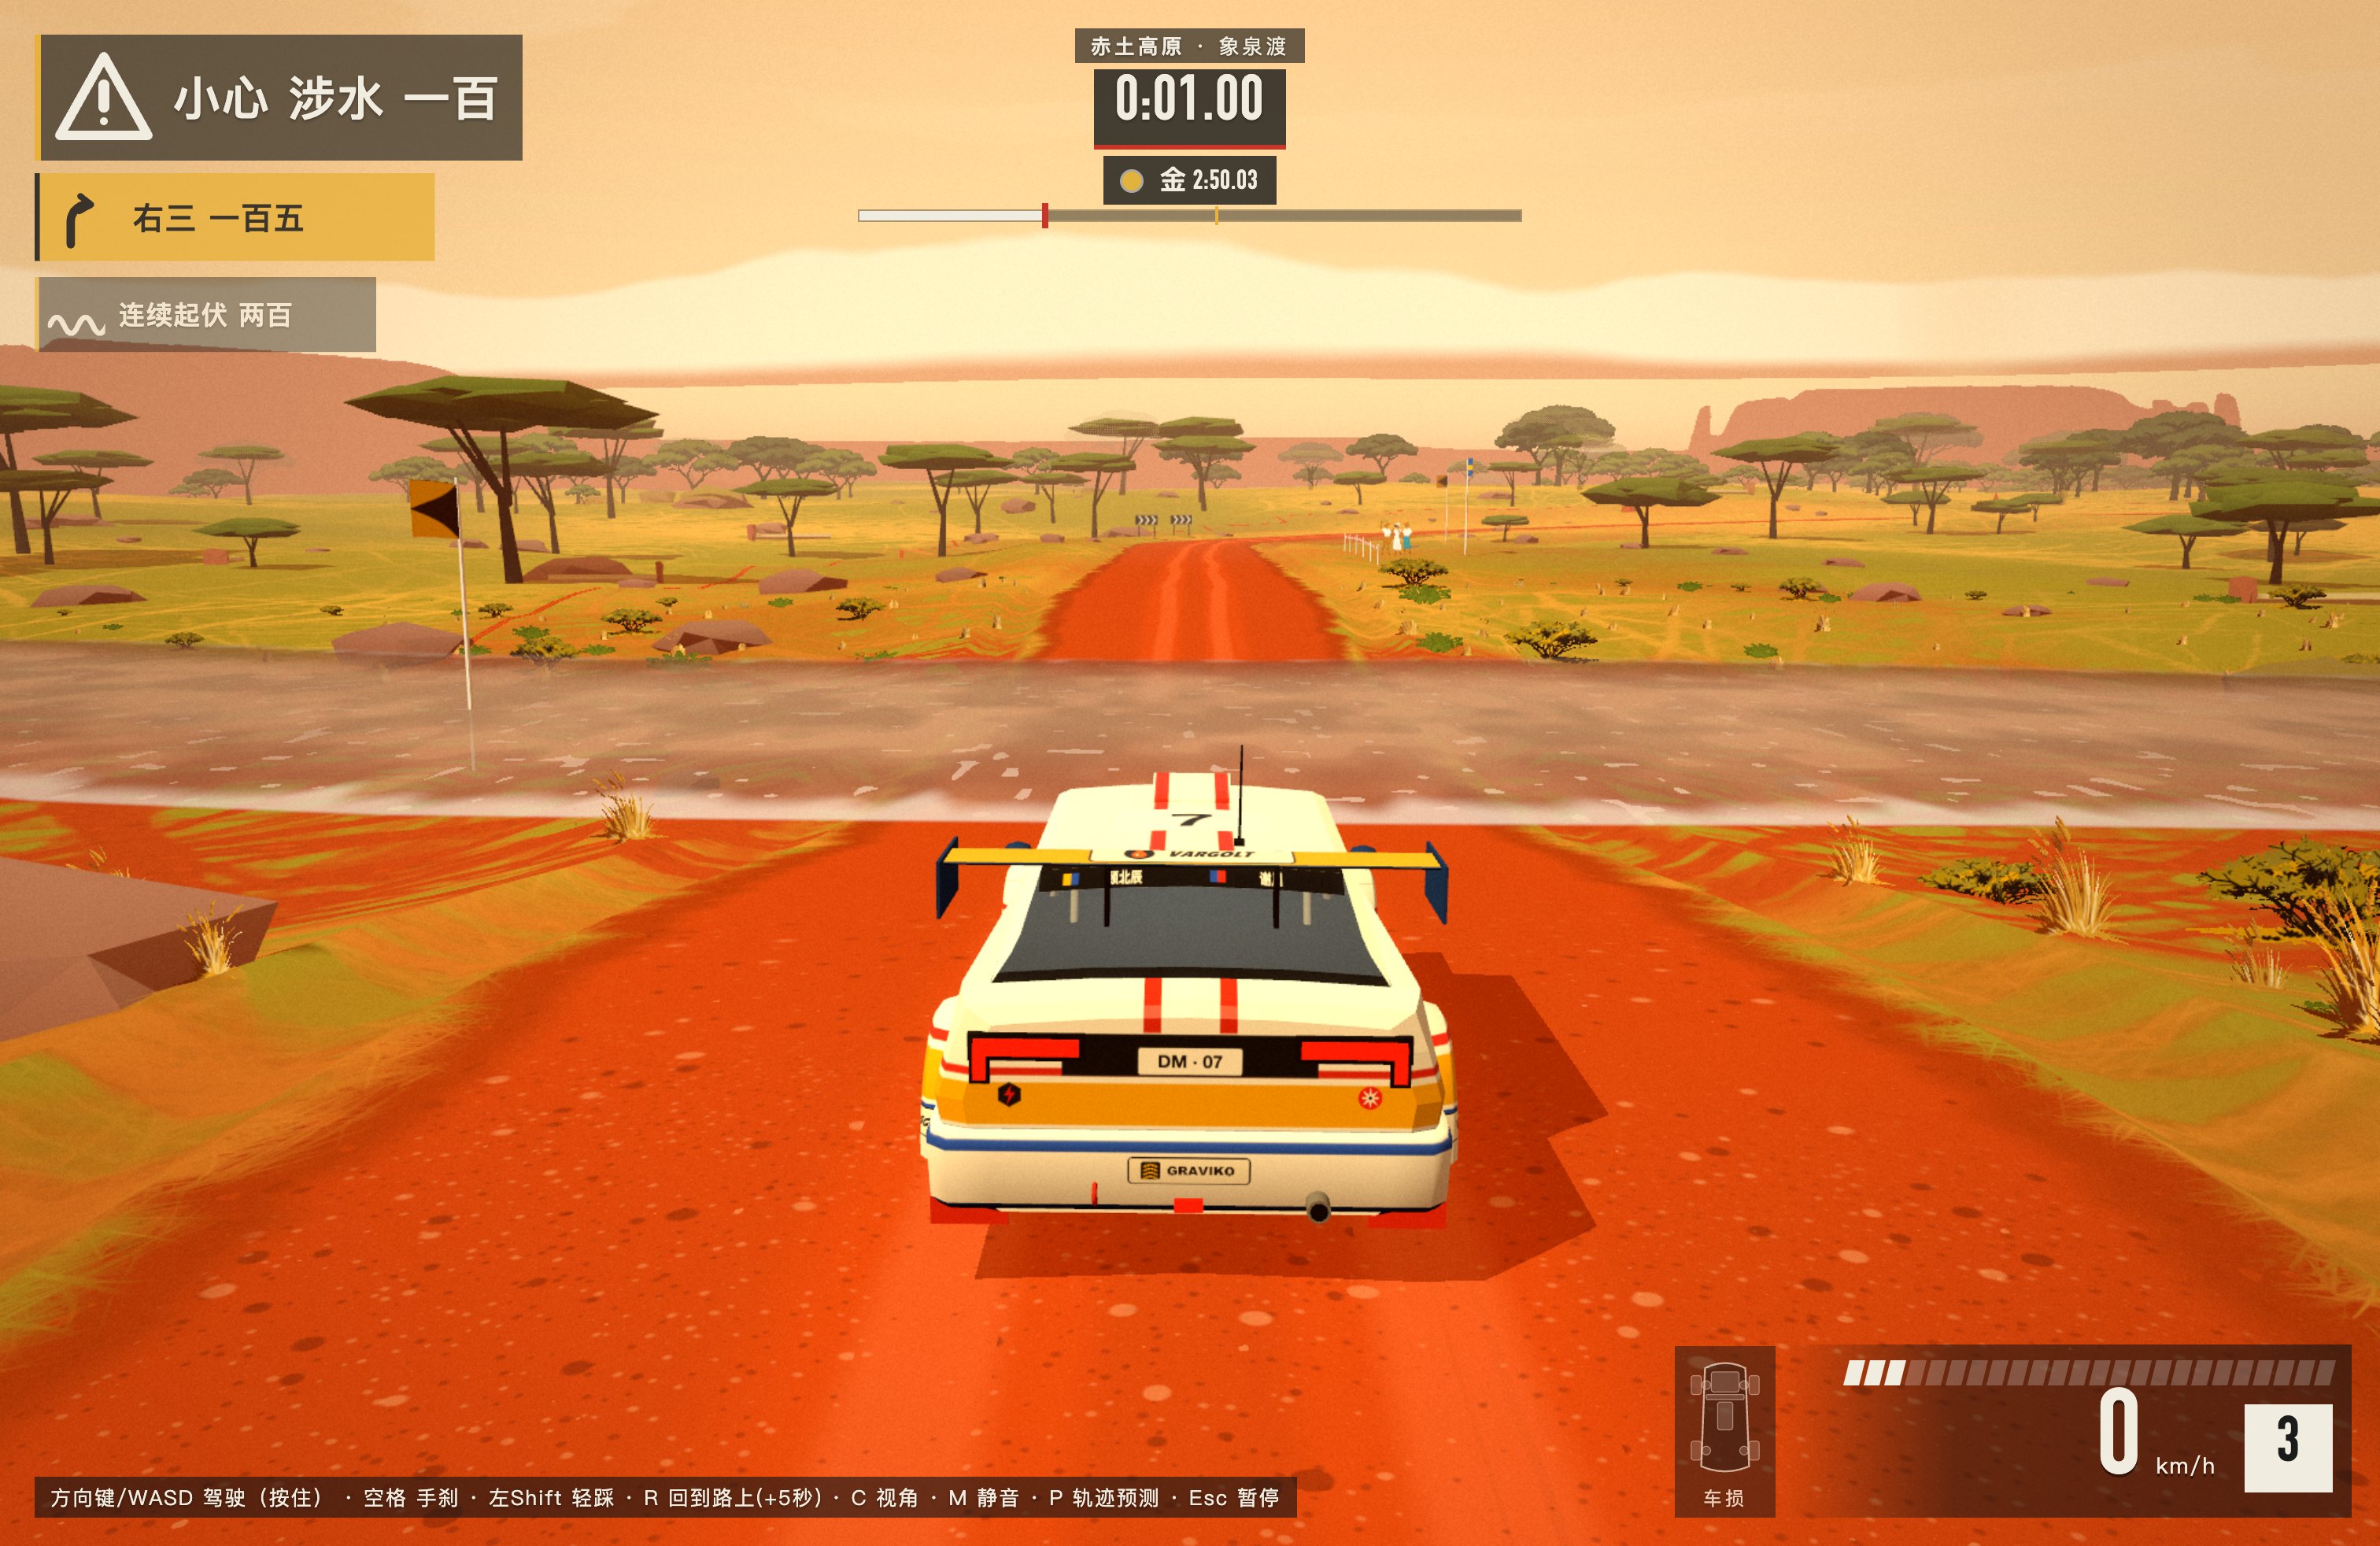 小心 涉水 一百
右三 一百五
连续起伏 两百
赤土高原 · 象泉渡
0:01.00
金 2:50.03
7
VARGOLT
北辰
DM · 07
GRAVIKO
0 km/h
3
车损
方向键/WASD 驾驶（按住） · 空格 手刹 · 左Shift 轻踩 · R 回到路上(+5秒) · C 视角 · M 静音 · P 轨迹预测 · Esc 暂停